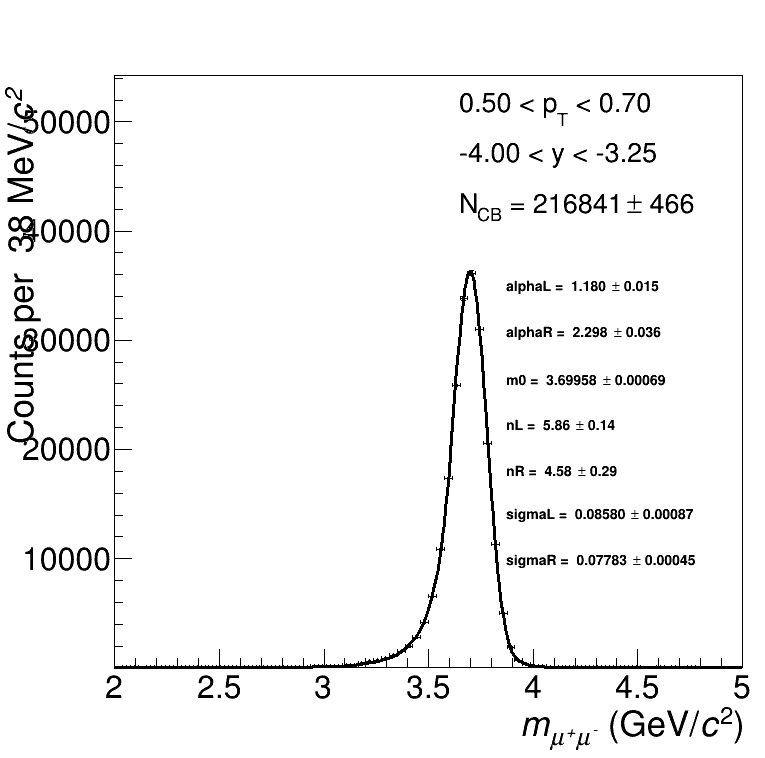 0.50 < p_T < 0.70
-4.00 < y < -3.25
N_CB = 216841 ± 466
alphaL = 1.180 ± 0.015
alphaR = 2.298 ± 0.036
m0 = 3.69958 ± 0.00069
nL = 5.86 ± 0.14
nR = 4.58 ± 0.29
sigmaL = 0.08580 ± 0.00087
sigmaR = 0.07783 ± 0.00045
Counts per 38 MeV/c²
50000
40000
30000
20000
10000
2 2.5 3 3.5 4 4.5 5
m_μ⁺μ⁻ (GeV/c²)